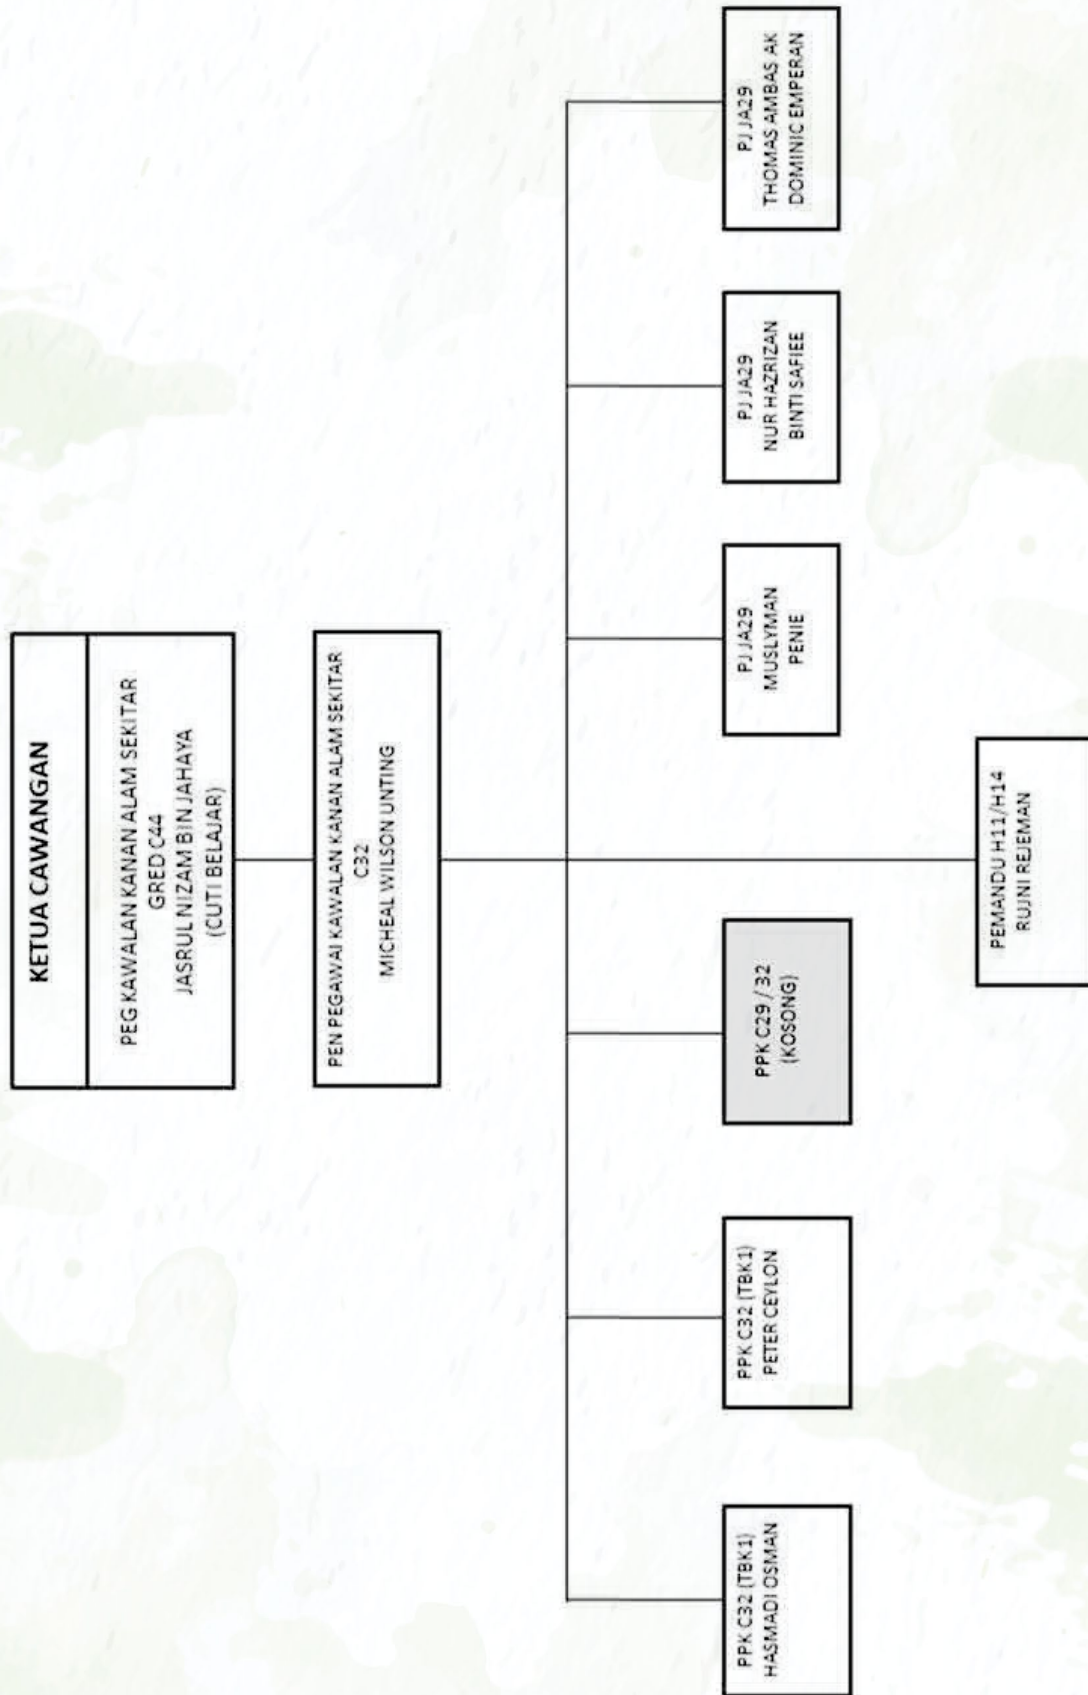 KETUA CAWANGAN
PEG KAWALAN KANAN ALAM SEKITAR
GRED C44
JASRUL NIZAM BIN JAHAYA
(CUTI BELAJAR)
PEN PEGAWAI KAWALAN KANAN ALAM SEKITAR
C32
MICHEAL WILSON UNTING
PPK C32 (TBK1)
HASMADI OSMAN
PPK C32 (TBK1)
PETER CEYLON
PPK C29 / 32
(KOSONG)
PJ JA29
MUSLYMAN
PENIE
PJ JA29
NUR HAZRIZAN
BINTI SAFIEE
PJ JA29
THOMAS AMBAS AK
DOMINIC EMPERAN
PEMANDU H11/H14
RUJNI REJEMAN